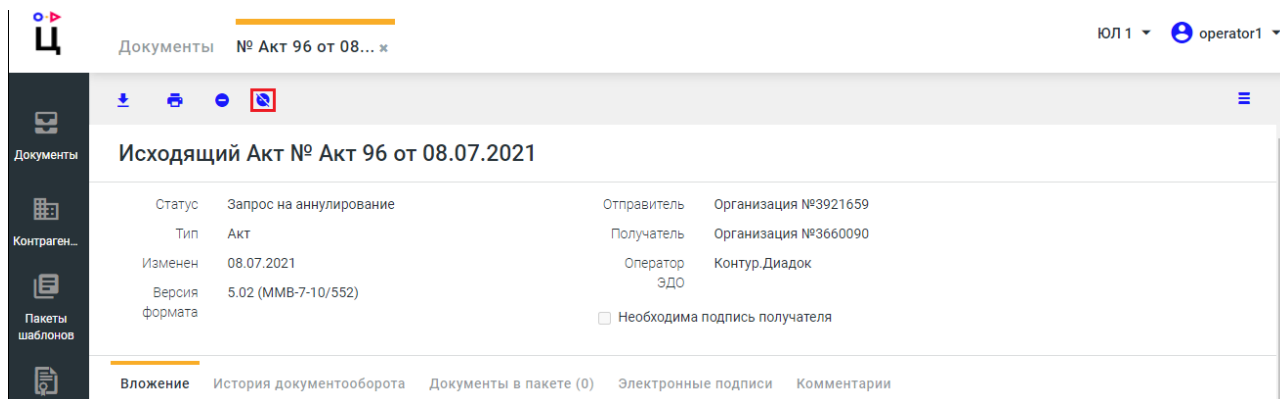 Ц
Документы
№ Акт 96 от 08... ×
ЮЛ 1
operator1
Документы
Контраген...
Пакеты
шаблонов
Исходящий Акт № Акт 96 от 08.07.2021
Статус Запрос на аннулирование
Тип Акт
Изменен 08.07.2021
Версия формата 5.02 (ММВ-7-10/552)
Отправитель Организация №3921659
Получатель Организация №3660090
Оператор ЭДО Контур.Диадок
Необходима подпись получателя
Вложение История документооборота Документы в пакете (0) Электронные подписи Комментарии